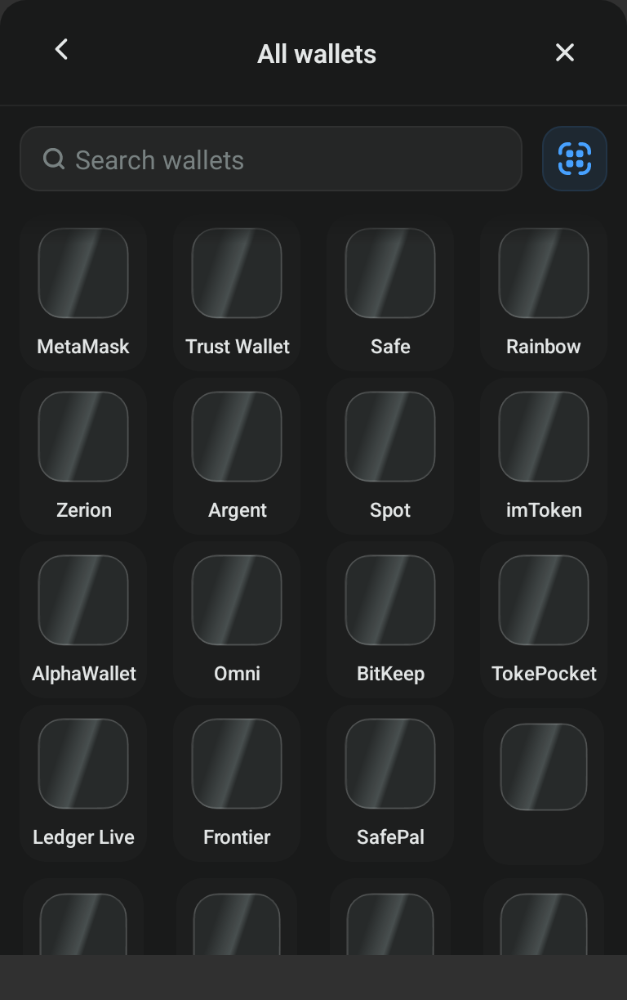 All wallets
Search wallets
MetaMask Trust Wallet Safe Rainbow
Zerion Argent Spot imToken
AlphaWallet Omni BitKeep TokePocket
Ledger Live Frontier SafePal